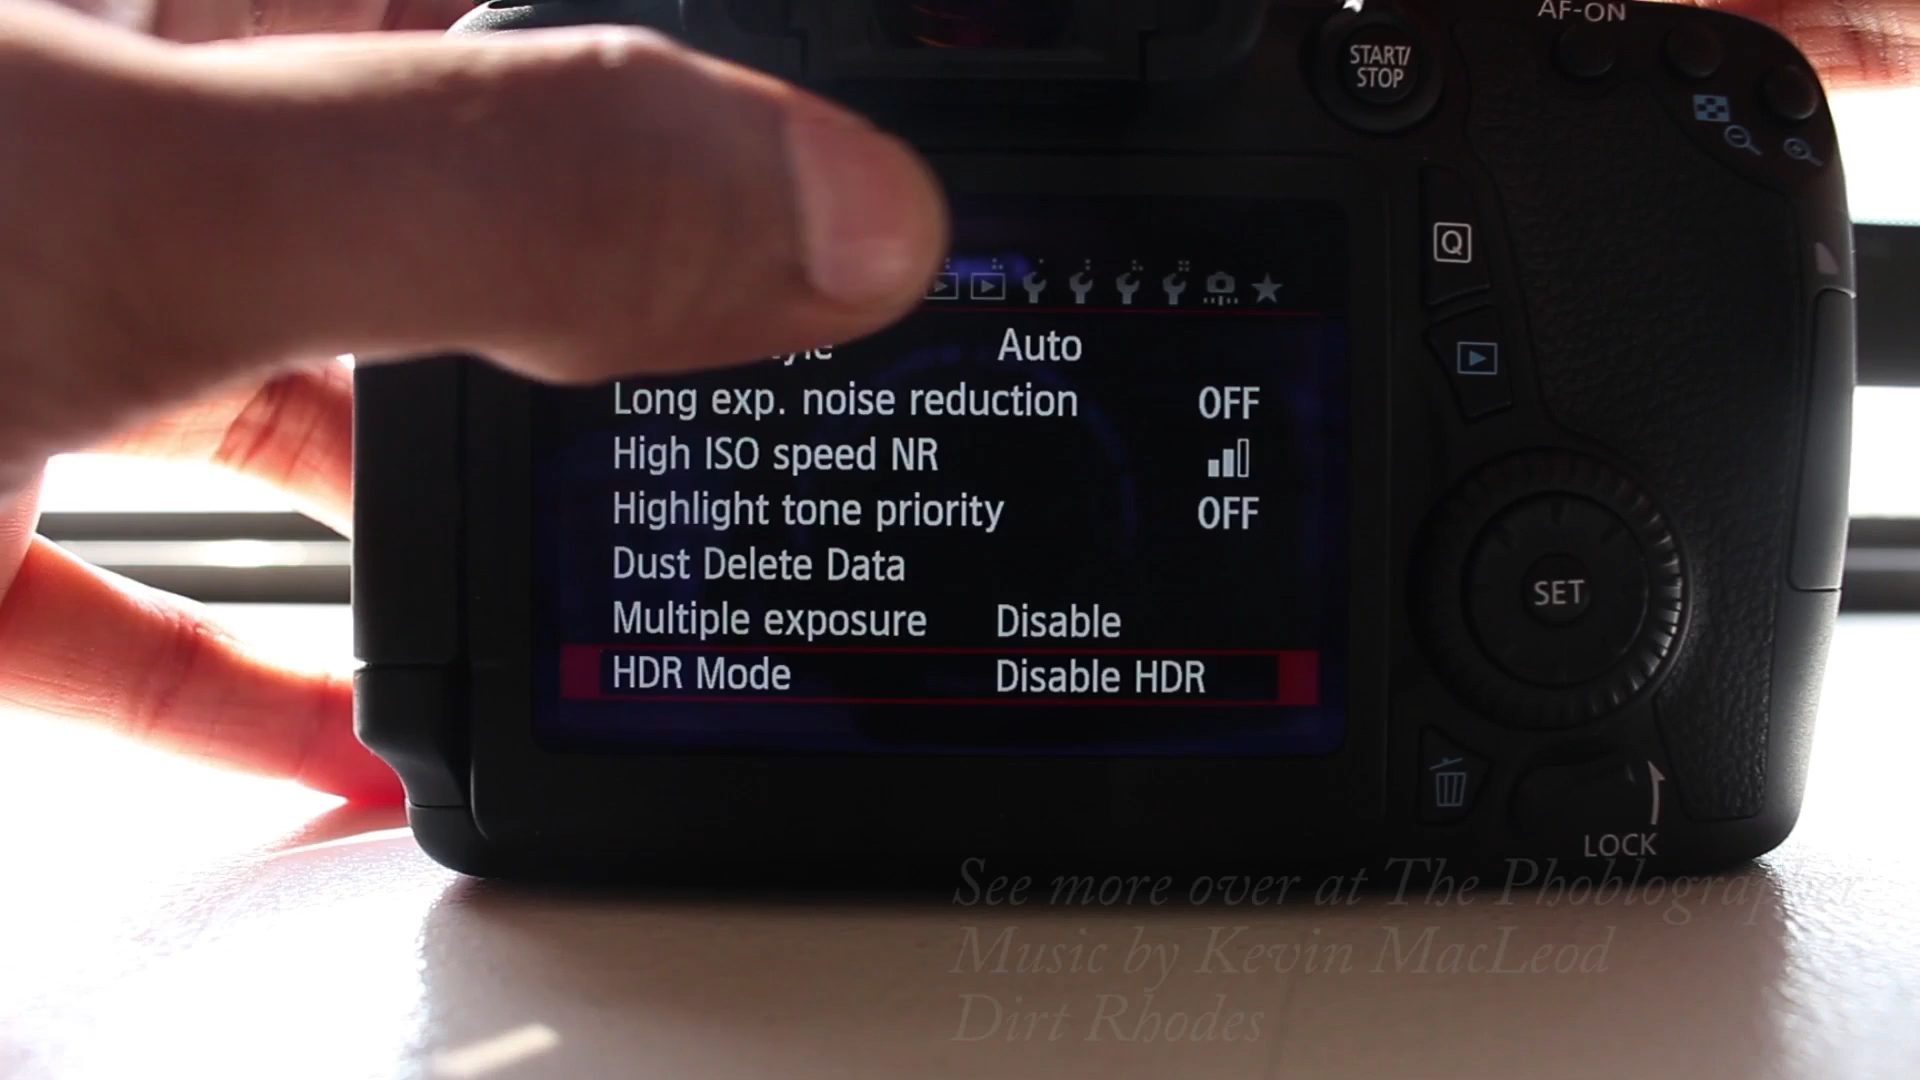 AF-ON
START/
STOP
Q
Auto
Long exp. noise reduction OFF
High ISO speed NR
Highlight tone priority OFF
Dust Delete Data
Multiple exposure Disable
HDR Mode Disable HDR
SET
LOCK
See more over at The Phoblographer
Music by Kevin MacLeod
Dirt Rhodes